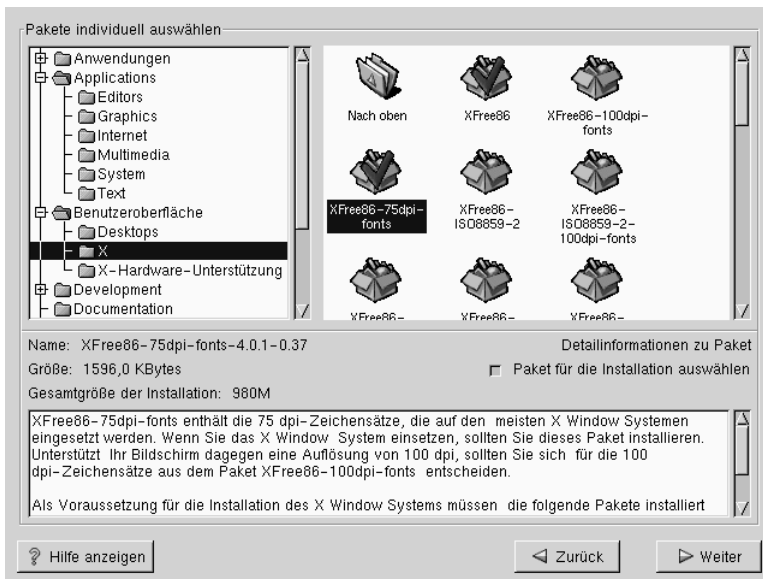 Pakete individuell auswählen
Anwendungen
Applications
Editors
Graphics
Internet
Multimedia
System
Text
Benutzeroberfläche
Desktops
X
X-Hardware-Unterstützung
Development
Documentation
Nach oben
XFree86
XFree86-100dpi-
fonts
XFree86-75dpi-
fonts
XFree86-
ISO8859-2
XFree86-
ISO8859-2-
100dpi-fonts
XFree86-
XFree86-
XFree86-
Name: XFree86-75dpi-fonts-4.0.1-0.37
Detailinformationen zu Paket
Größe: 1596,0 KBytes
Paket für die Installation auswählen
Gesamtgröße der Installation: 980M
XFree86-75dpi-fonts enthält die 75 dpi-Zeichensätze, die auf den meisten X Window Systemen
eingesetzt werden. Wenn Sie das X Window System einsetzen, sollten Sie dieses Paket installieren.
Unterstützt Ihr Bildschirm dagegen eine Auflösung von 100 dpi, sollten Sie sich für die 100
dpi-Zeichensätze aus dem Paket XFree86-100dpi-fonts entscheiden.
Als Voraussetzung für die Installation des X Window Systems müssen die folgende Pakete installiert
Hilfe anzeigen
Zurück
Weiter